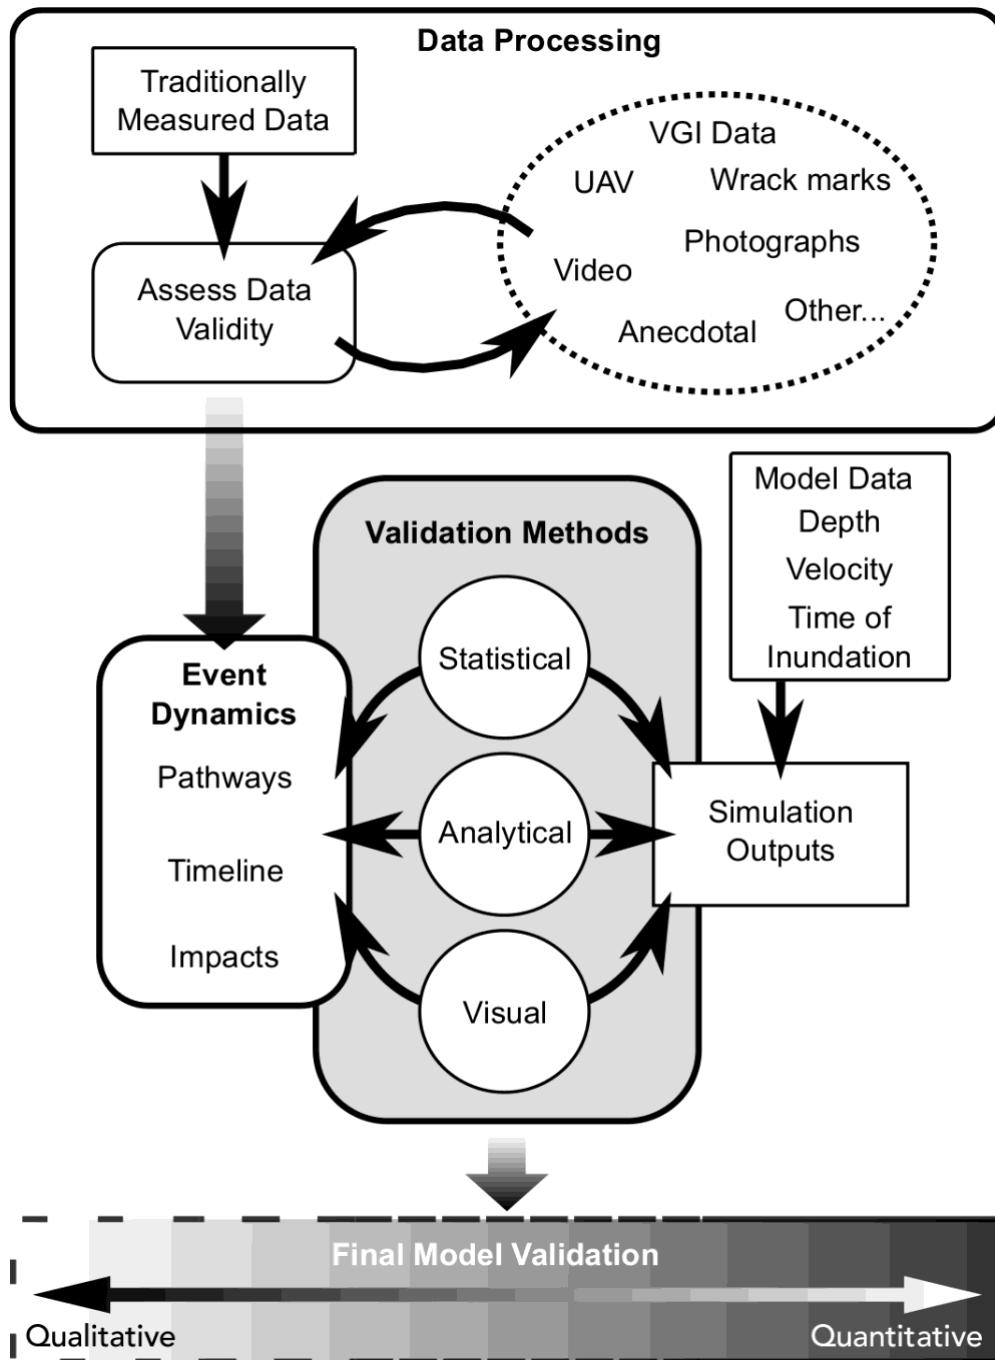 Data Processing
Traditionally
Measured Data
VGI Data
UAV
Wrack marks
Photographs
Video
Other...
Anecdotal
Assess Data
Validity
Model Data
Depth
Velocity
Time of
Inundation
Validation Methods
Statistical
Analytical
Visual
Event
Dynamics
Pathways
Timeline
Impacts
Simulation
Outputs
Final Model Validation
Qualitative
Quantitative